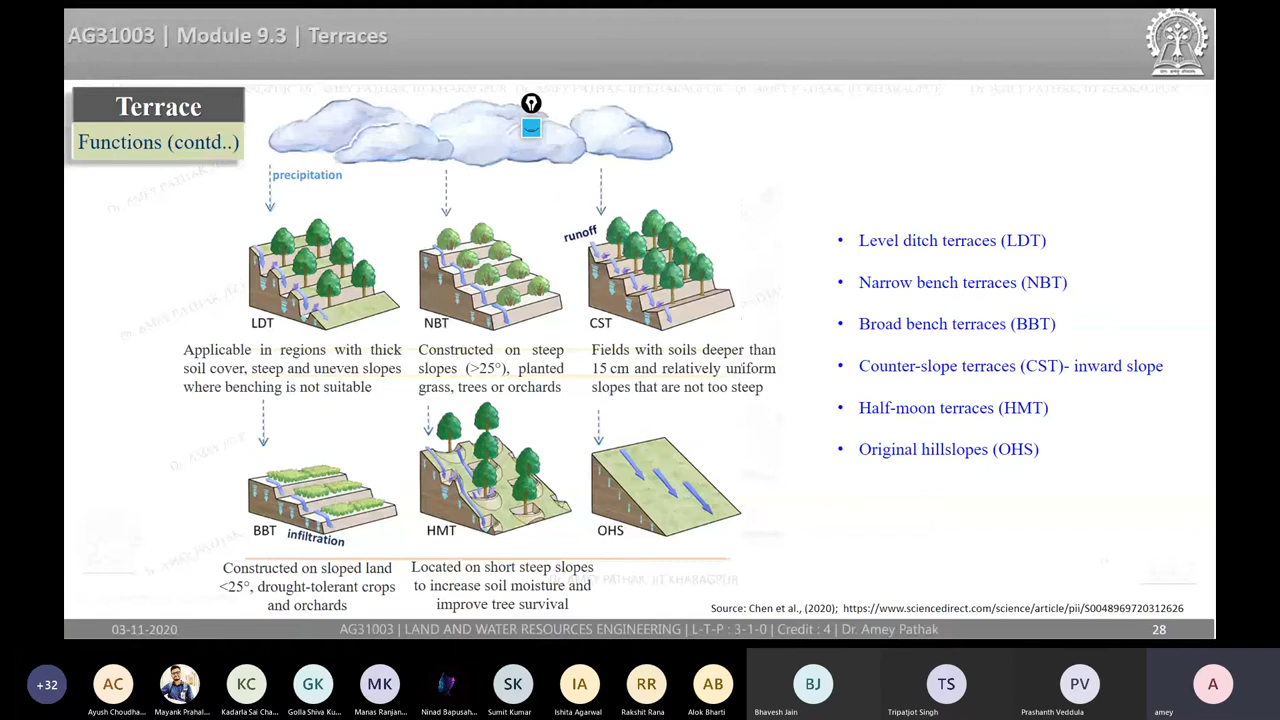 AG31003 | Module 9.3 | Terraces
Terrace
Functions (contd..)
precipitation
runoff
LDT
NBT
CST
Applicable in regions with thick
soil cover, steep and uneven slopes
where benching is not suitable
Constructed on steep
slopes (>25°), planted
grass, trees or orchards
Fields with soils deeper than
15 cm and relatively uniform
slopes that are not too steep
BBT
infiltration
HMT
OHS
Constructed on sloped land
<25°, drought-tolerant crops
and orchards
Located on short steep slopes
to increase soil moisture and
improve tree survival
• Level ditch terraces (LDT)
• Narrow bench terraces (NBT)
• Broad bench terraces (BBT)
• Counter-slope terraces (CST)- inward slope
• Half-moon terraces (HMT)
• Original hillslopes (OHS)
DR. AMEY PATHAK, IIT KHARAGPUR
Source: Chen et al., (2020); https://www.sciencedirect.com/science/article/pii/S0048969720312626
03-11-2020
AG31003 | LAND AND WATER RESOURCES ENGINEERING | L-T-P : 3-1-0 | Credit : 4 | Dr. Amey Pathak
28
+32
AC
KC
GK
MK
SK
IA
RR
AB
BJ
TS
PV
A
Ayush Choudha...
Mayank Prahal...
Kadarla Sai Cha...
Golla Shiva Ku...
Manas Ranjan...
Ninad Bapusah...
Sumit Kumar
Ishita Agarwal
Rakshit Rana
Alok Bharti
Bhavesh Jain
Tripatjot Singh
Prashanth Veddula
amey